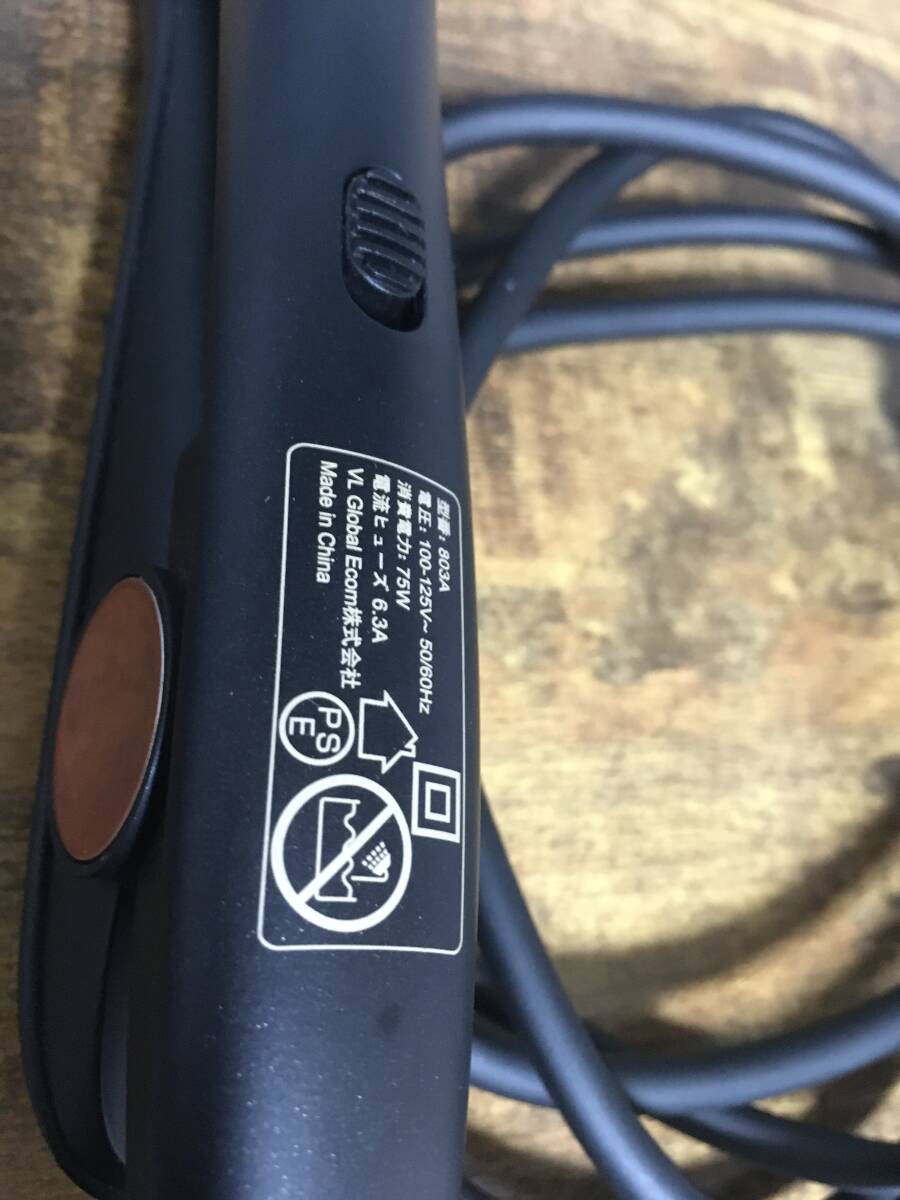 型番: 803A
電圧: 100-125V~ 50/60Hz
消費電力: 75W
電流ヒューズ 6.3A
VL Global Ecom株式会社
Made in China
PS
E